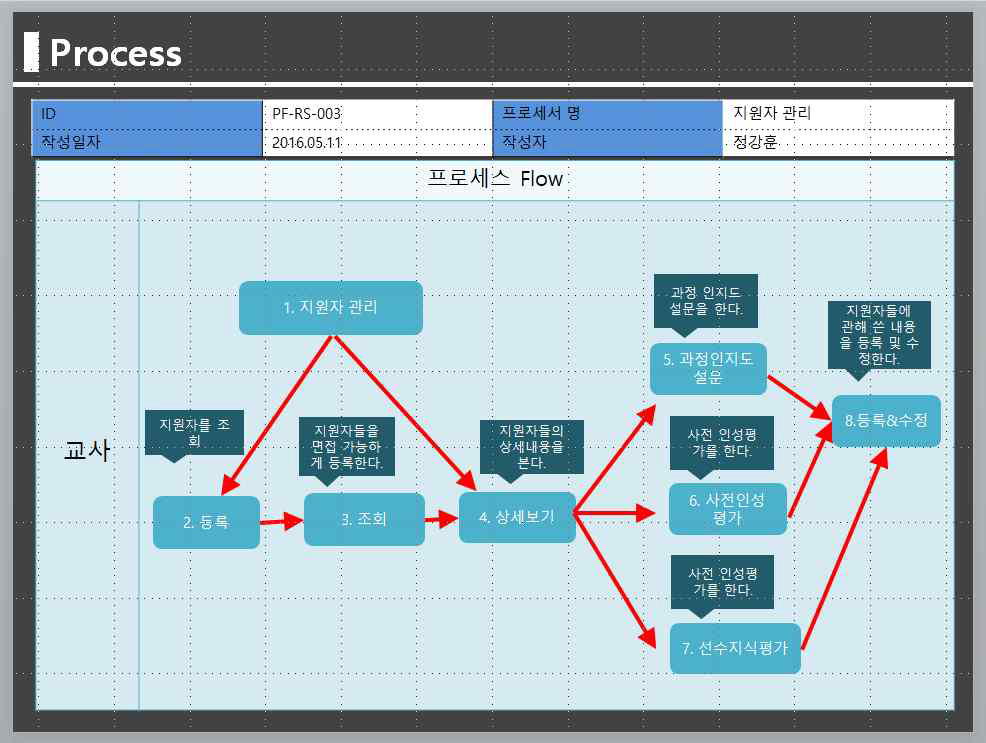 Process
ID PF-RS-003 프로세서 명 지원자 관리
작성일자 2016.05.11 작성자 정강훈
프로세스 Flow
교사
1. 지원자 관리
지원자를 조
회
2. 등록
지원자들을
면접 가능하
게 등록한다.
3. 조회
지원자들의
상세내용을
본다.
4. 상세보기
과정 인지도
설문을 한다.
5. 과정인지도
설문
사전 인성평
가를 한다.
6. 사전인성
평가
사전 인성평
가를 한다.
7. 선수지식평가
지원자들에
관해 쓴 내용
을 등록 및 수
정한다.
8.등록&수정